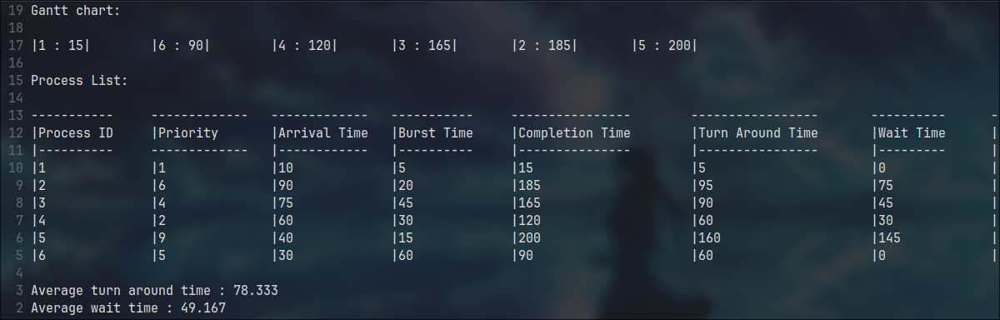 19 Gantt chart:
18
17 |1 : 15| |6 : 90| |4 : 120| |3 : 165| |2 : 185| |5 : 200|
16
15 Process List:
14
13 ----------- ------------- ------------- ----------- ---------------- ----------------- ---------- -
12 |Process ID |Priority |Arrival Time |Burst Time |Completion Time |Turn Around Time |Wait Time |
11 |---------- ------------- |------------ |---------- |--------------- |---------------- |--------- |
10 |1 |1 |10 |5 |15 |5 |0 |
9 |2 |6 |90 |20 |185 |95 |75 |
8 |3 |4 |75 |45 |165 |90 |45 |
7 |4 |2 |60 |30 |120 |60 |30 |
6 |5 |9 |40 |15 |200 |160 |145 |
5 |6 |5 |30 |60 |90 |60 |0 |
4
3 Average turn around time : 78.333
2 Average wait time : 49.167